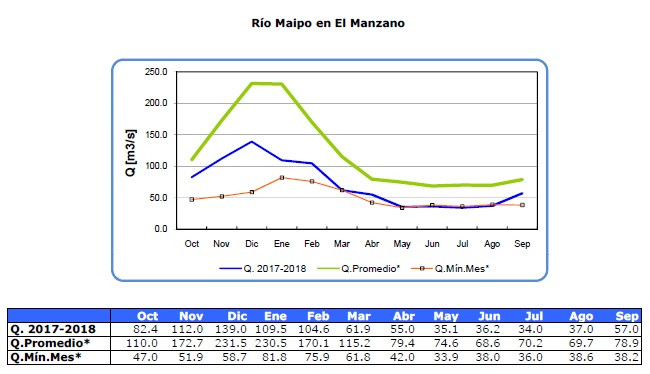 Río Maipo en El Manzano
250.0
200.0
150.0
100.0
50.0
0.0
Q [m3/s]
Oct Nov Dic Ene Feb Mar Abr May Jun Jul Ago Sep
Q. 2017-2018 Q.Promedio* Q.Mín.Mes*
Oct Nov Dic Ene Feb Mar Abr May Jun Jul Ago Sep
Q. 2017-2018 82.4 112.0 139.0 109.5 104.6 61.9 55.0 35.1 36.2 34.0 37.0 57.0
Q.Promedio* 110.0 172.7 231.5 230.5 170.1 115.2 79.4 74.6 68.6 70.2 69.7 78.9
Q.Mín.Mes* 47.0 51.9 58.7 81.8 75.9 61.8 42.0 33.9 38.0 36.0 38.6 38.2